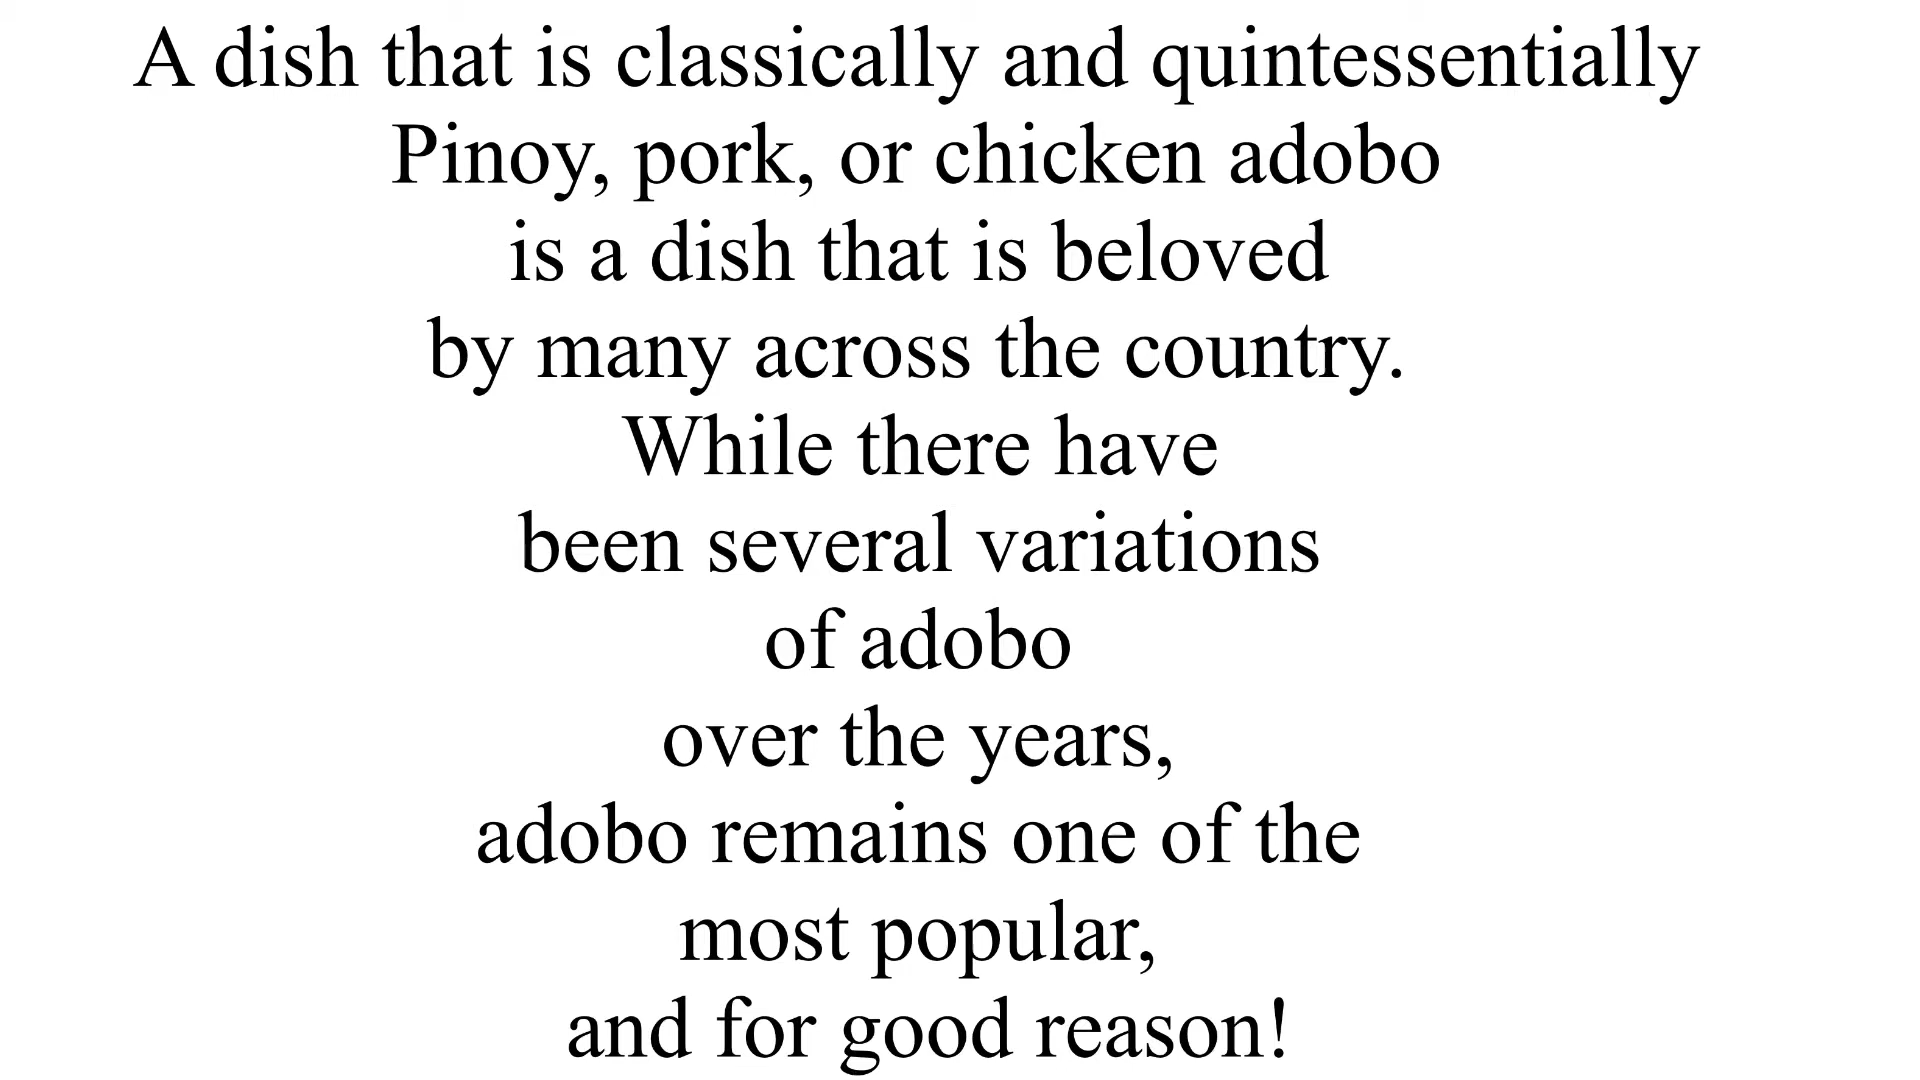 A dish that is classically and quintessentially
Pinoy, pork, or chicken adobo
is a dish that is beloved
by many across the country.
While there have
been several variations
of adobo
over the years,
adobo remains one of the
most popular,
and for good reason!